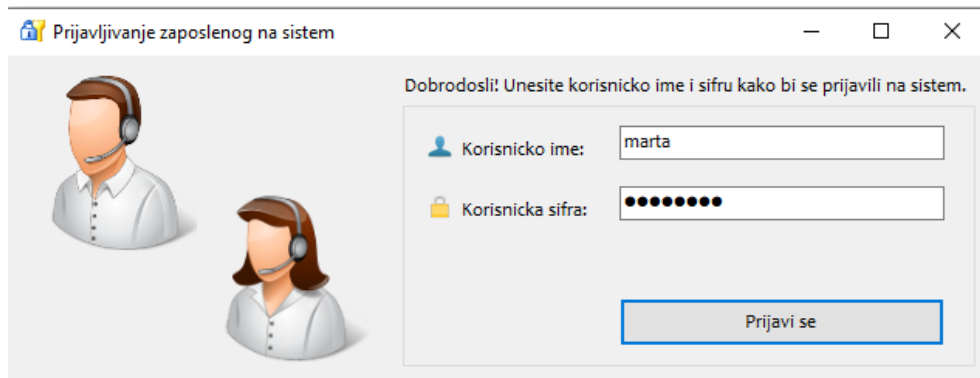 Prijavljivanje zaposlenog na sistem
Dobrodosli! Unesite korisnicko ime i sifru kako bi se prijavili na sistem.
Korisnicko ime: marta
Korisnicka sifra: ●●●●●●●●
Prijavi se